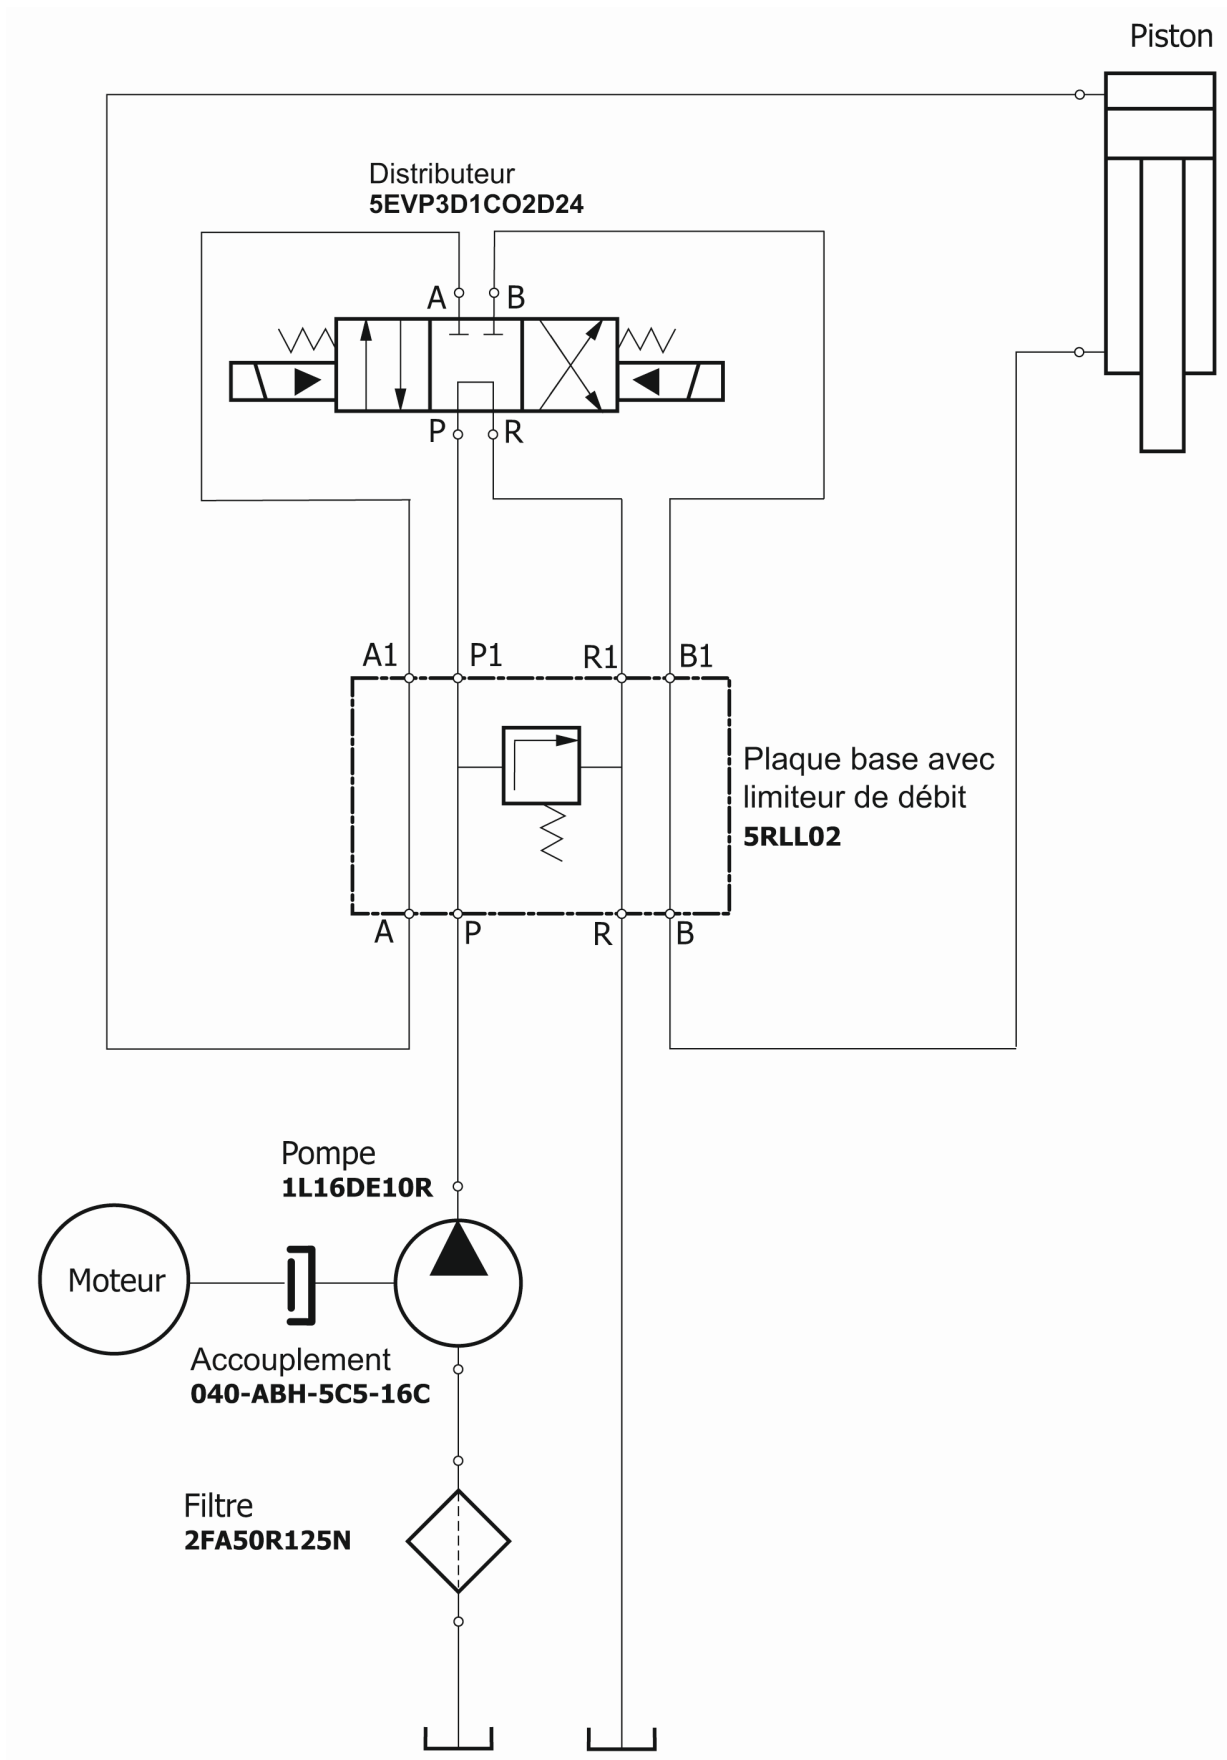 Piston
Distributeur
5EVP3D1CO2D24
A B
P R
A1 P1 R1 B1
Plaque base avec
limiteur de débit
5RLL02
A P R B
Pompe
1L16DE10R
Moteur
Accouplement
040-ABH-5C5-16C
Filtre
2FA50R125N